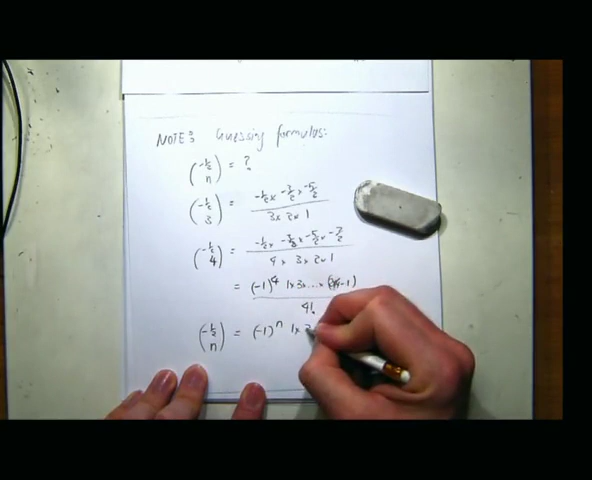 NOTE: Guessing formulas:
(-1/2 n) = ?
(-1/2 3) = -1/2 × -3/2 × -5/2 / 3 × 2 × 1
(-1/2 4) = -1/2 × -3/2 × -5/2 × -7/2 / 4 × 3 × 2 × 1
= (-1)^4 1 × 3 × ... × ( -1) / 4!
(-1/2 n) = (-1)^n 1 ×